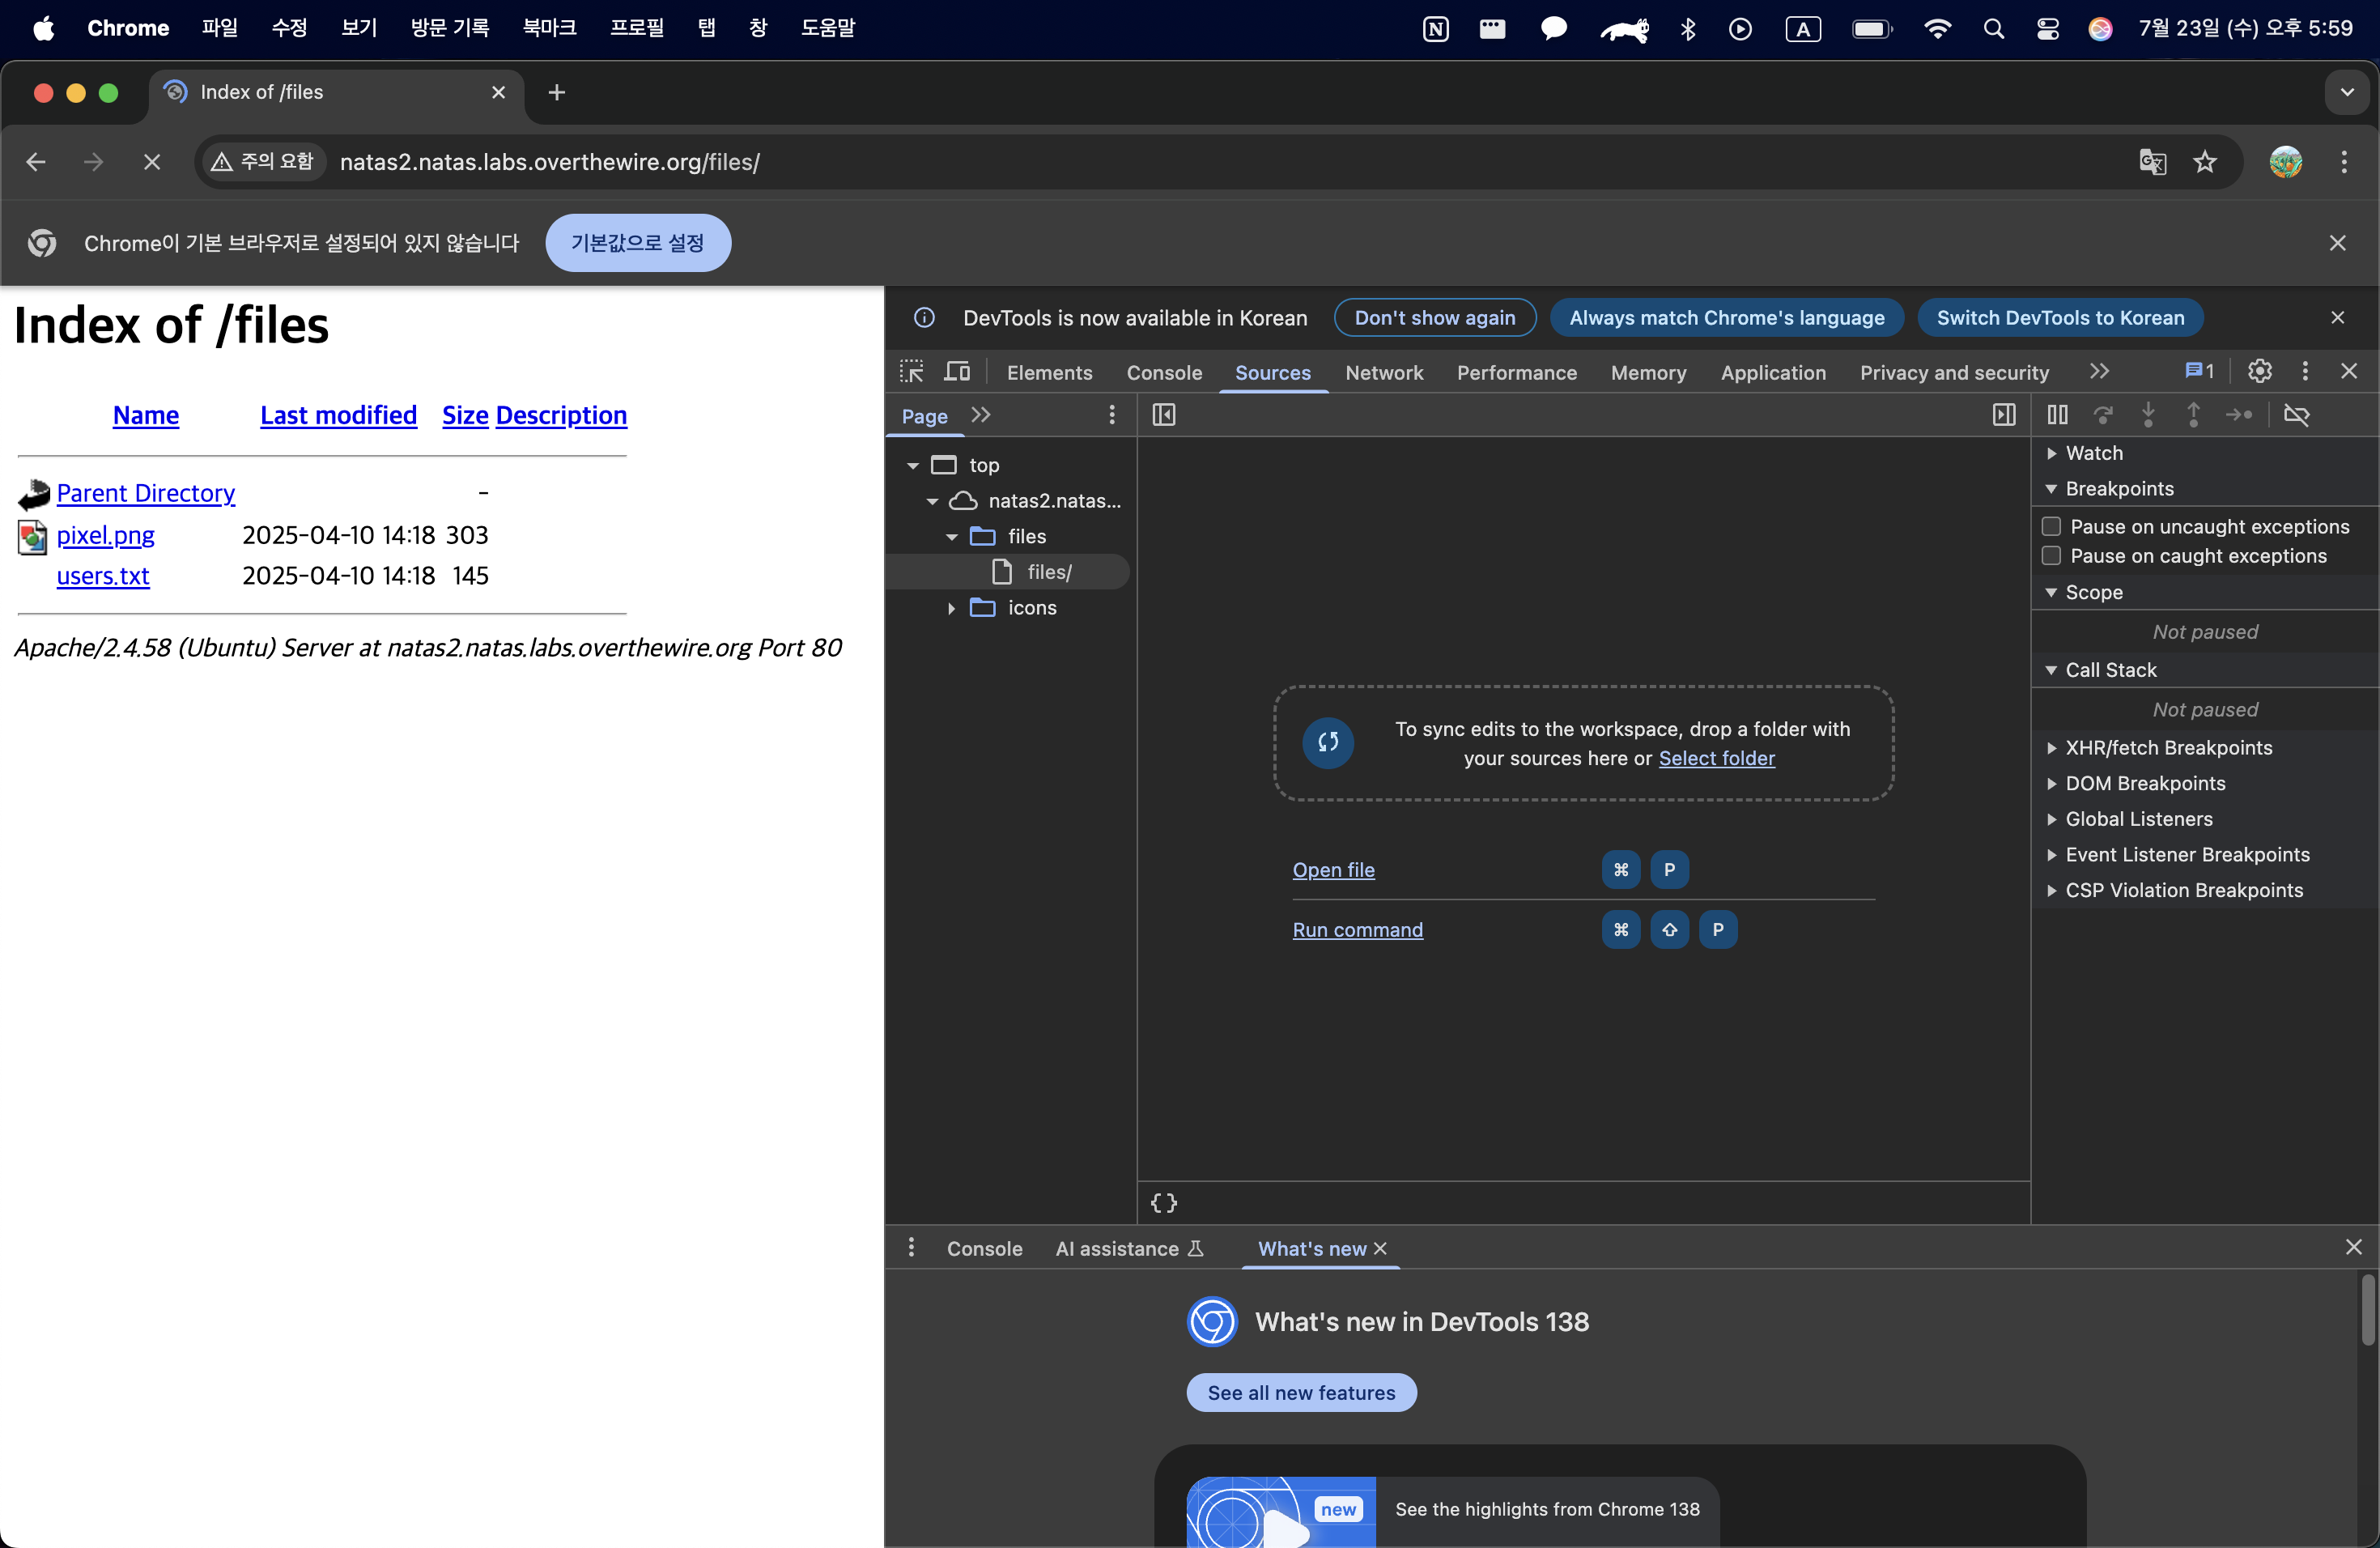 Chrome 파일 수정 보기 방문 기록 북마크 프로필 탭 창 도움말 N A 7월 23일 (수) 오후 5:59
Index of /files
주의 요함 natas2.natas.labs.overthewire.org/files/
Chrome이 기본 브라우저로 설정되어 있지 않습니다 기본값으로 설정
Index of /files
Name Last modified Size Description
Parent Directory -
pixel.png 2025-04-10 14:18 303
users.txt 2025-04-10 14:18 145
Apache/2.4.58 (Ubuntu) Server at natas2.natas.labs.overthewire.org Port 80
DevTools is now available in Korean Don't show again Always match Chrome's language Switch DevTools to Korean
Elements Console Sources Network Performance Memory Application Privacy and security 1
Page
top
natas2.natas...
files
files/
icons
To sync edits to the workspace, drop a folder with
your sources here or Select folder
Open file ⌘ P
Run command ⌘ ⇧ P
{}
Watch
Breakpoints
Pause on uncaught exceptions
Pause on caught exceptions
Scope
Not paused
Call Stack
Not paused
XHR/fetch Breakpoints
DOM Breakpoints
Global Listeners
Event Listener Breakpoints
CSP Violation Breakpoints
Console AI assistance What's new
What's new in DevTools 138
See all new features
new See the highlights from Chrome 138